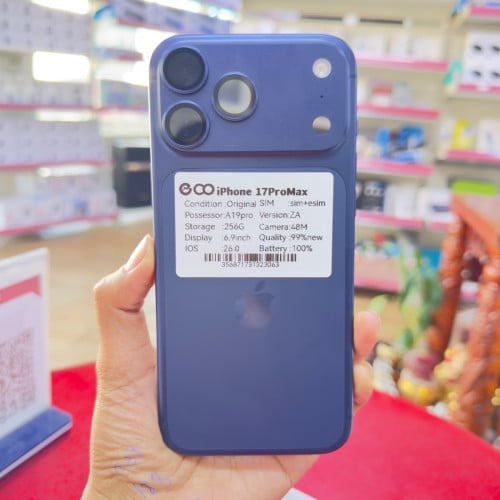 iPhone 17ProMax
Condition :Original SIM :sim+esim
Possessor:A19pro Version:ZA
Storage :256G Camera:48M
Display :6.9inch Quality :99%new
IOS :26.0 Battery :100%
356871731323063